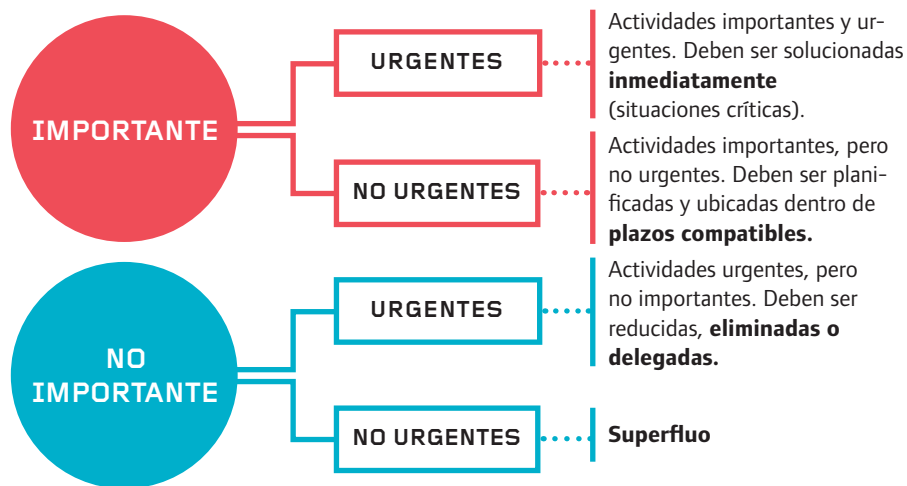 IMPORTANTE
URGENTES
Actividades importantes y ur-
gentes. Deben ser solucionadas
inmediatamente
(situaciones críticas).
NO URGENTES
Actividades importantes, pero
no urgentes. Deben ser plani-
ficadas y ubicadas dentro de
plazos compatibles.
NO
IMPORTANTE
URGENTES
Actividades urgentes, pero
no importantes. Deben ser
reducidas, eliminadas o
delegadas.
NO URGENTES
Superfluo